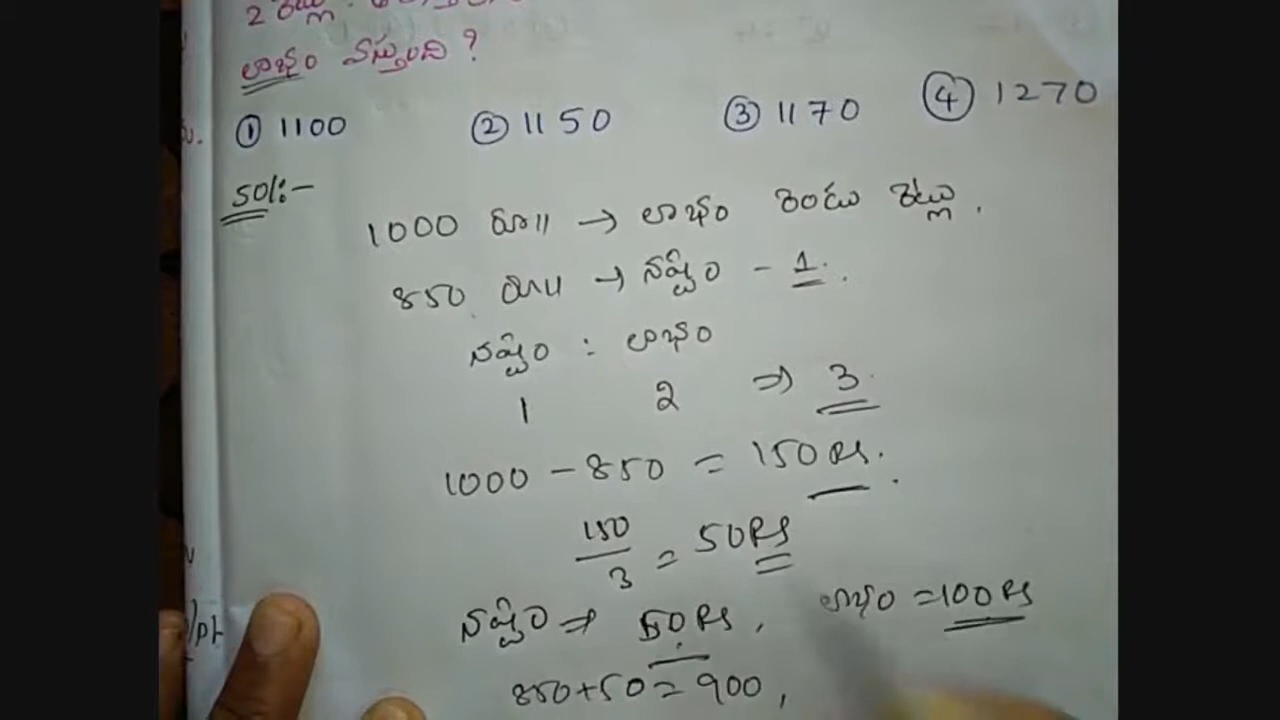 2 రెట్లు
లాభం వస్తుంది ?
① 1100 ② 1150 ③ 1170 ④ 1270
Sol:-
1000 రూ॥ → లాభం రెండు రెట్లు .
850 రూ॥ → నష్టం - 1.
నష్టం : లాభం
1 2 ⇒ 3
1000 - 850 = 150 RS.
150/3 = 50 RS
నష్టం ⇒ 50 RS, లాభం = 100 RS
850+50 = 900,